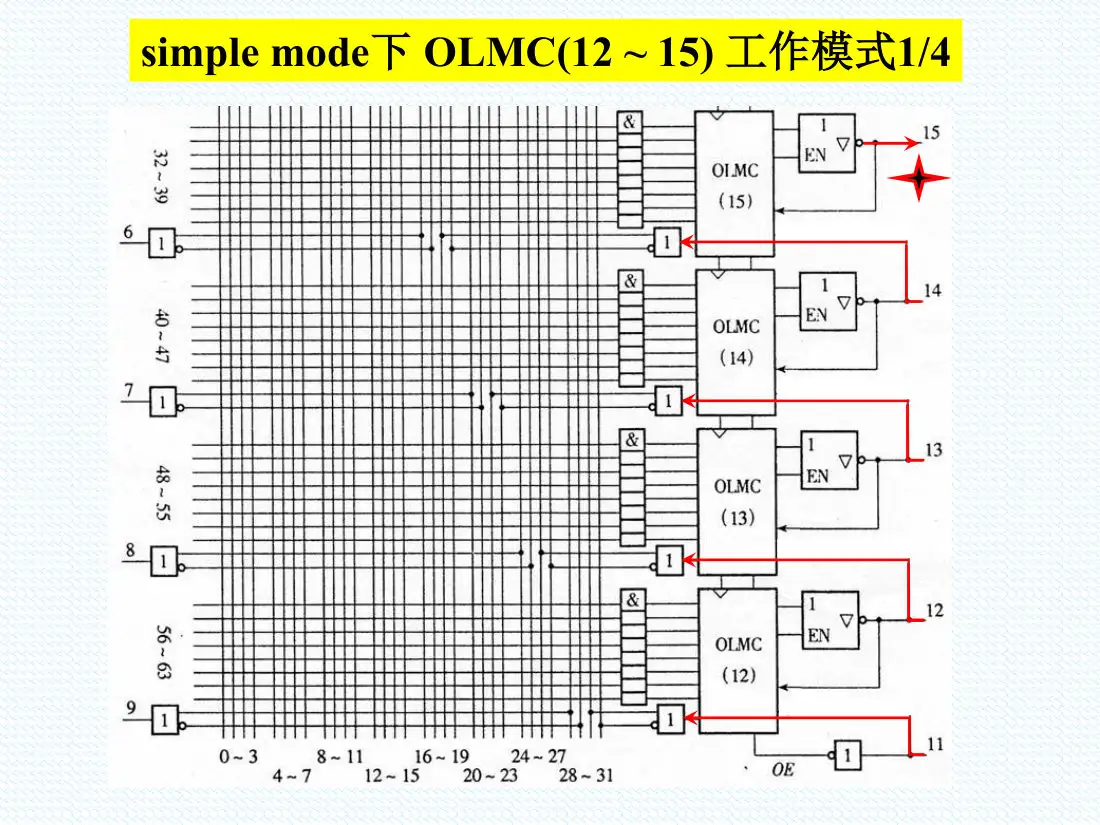 simple mode下 OLMC(12 ~ 15) 工作模式1/4
& 1 EN ▽ 15
32 ~ 39 OLMC (15)
6 1 1
& 1 EN ▽ 14
40 ~ 47 OLMC (14)
7 1 1
& 1 EN ▽ 13
48 ~ 55 OLMC (13)
8 1 1
& 1 EN ▽ 12
56 ~ 63 OLMC (12)
9 1 1
1 11
OE
0 ~ 3 8 ~ 11 16 ~ 19 24 ~ 27
4 ~ 7 12 ~ 15 20 ~ 23 28 ~ 31